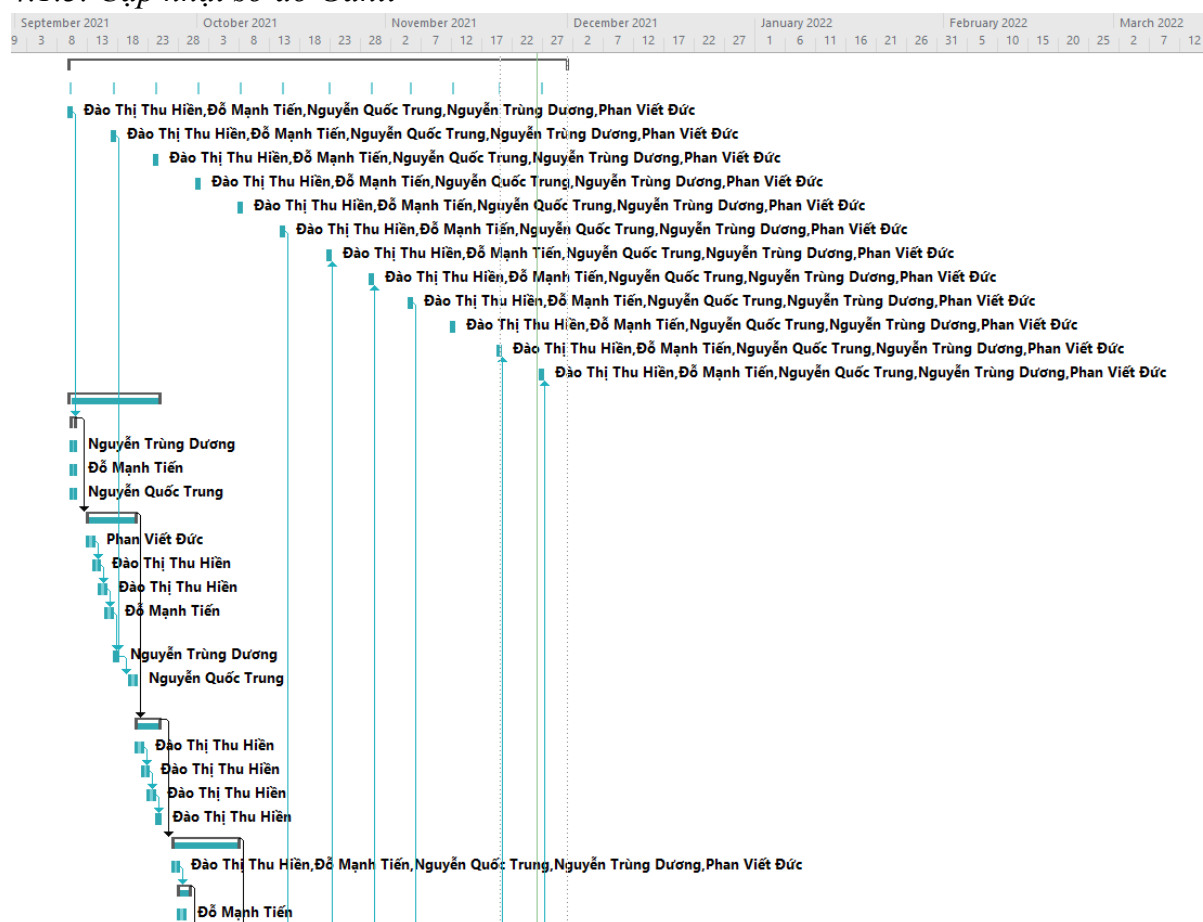 September 2021 October 2021 November 2021 December 2021 January 2022 February 2022 March 2022
9 3 8 13 18 23 28 3 8 13 18 23 28 2 7 12 17 22 27 2 7 12 17 22 27 1 6 11 16 21 26 31 5 10 15 20 25 2 7 12
Đào Thị Thu Hiền,Đỗ Mạnh Tiến,Nguyễn Quốc Trung,Nguyễn Trùng Dương,Phan Viết Đức
Đào Thị Thu Hiền,Đỗ Mạnh Tiến,Nguyễn Quốc Trung,Nguyễn Trùng Dương,Phan Viết Đức
Đào Thị Thu Hiền,Đỗ Mạnh Tiến,Nguyễn Quốc Trung,Nguyễn Trùng Dương,Phan Viết Đức
Đào Thị Thu Hiền,Đỗ Mạnh Tiến,Nguyễn Quốc Trung,Nguyễn Trùng Dương,Phan Viết Đức
Đào Thị Thu Hiền,Đỗ Mạnh Tiến,Nguyễn Quốc Trung,Nguyễn Trùng Dương,Phan Viết Đức
Đào Thị Thu Hiền,Đỗ Mạnh Tiến,Nguyễn Quốc Trung,Nguyễn Trùng Dương,Phan Viết Đức
Đào Thị Thu Hiền,Đỗ Mạnh Tiến,Nguyễn Quốc Trung,Nguyễn Trùng Dương,Phan Viết Đức
Đào Thị Thu Hiền,Đỗ Mạnh Tiến,Nguyễn Quốc Trung,Nguyễn Trùng Dương,Phan Viết Đức
Đào Thị Thu Hiền,Đỗ Mạnh Tiến,Nguyễn Quốc Trung,Nguyễn Trùng Dương,Phan Viết Đức
Đào Thị Thu Hiền,Đỗ Mạnh Tiến,Nguyễn Quốc Trung,Nguyễn Trùng Dương,Phan Viết Đức
Đào Thị Thu Hiền,Đỗ Mạnh Tiến,Nguyễn Quốc Trung,Nguyễn Trùng Dương,Phan Viết Đức
Đào Thị Thu Hiền,Đỗ Mạnh Tiến,Nguyễn Quốc Trung,Nguyễn Trùng Dương,Phan Viết Đức
Nguyễn Trùng Dương
Đỗ Mạnh Tiến
Nguyễn Quốc Trung
Phan Viết Đức
Đào Thị Thu Hiền
Đào Thị Thu Hiền
Đỗ Mạnh Tiến
Nguyễn Trùng Dương
Nguyễn Quốc Trung
Đào Thị Thu Hiền
Đào Thị Thu Hiền
Đào Thị Thu Hiền
Đào Thị Thu Hiền
Đào Thị Thu Hiền,Đỗ Mạnh Tiến,Nguyễn Quốc Trung,Nguyễn Trùng Dương,Phan Viết Đức
Đỗ Mạnh Tiến